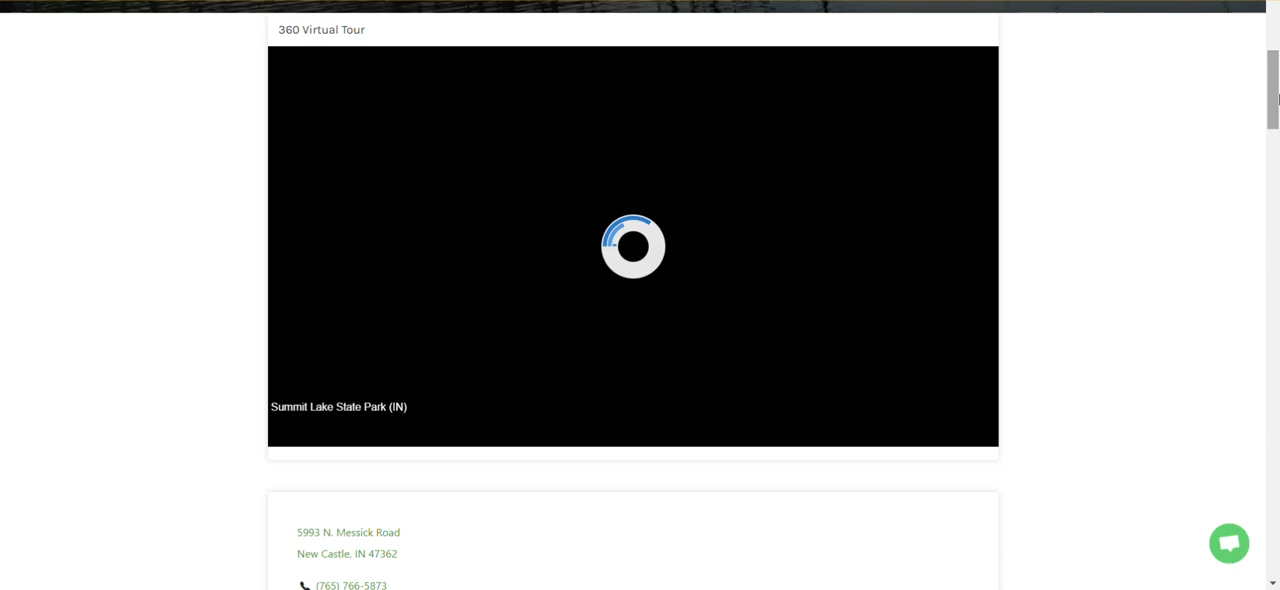 360 Virtual Tour
Summit Lake State Park (IN)
5993 N. Messick Road
New Castle, IN 47362
(765) 766-5873